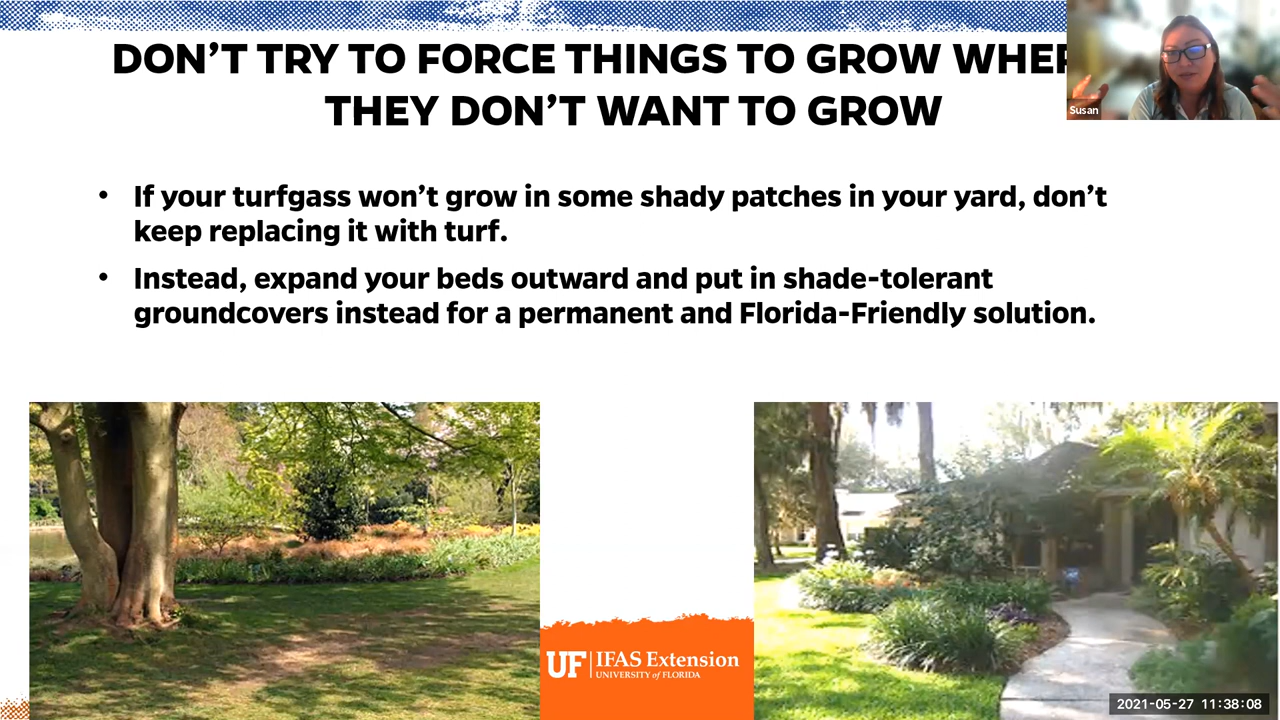 DON'T TRY TO FORCE THINGS TO GROW WHER
THEY DON'T WANT TO GROW
Susan
• If your turfgass won't grow in some shady patches in your yard, don't
keep replacing it with turf.
• Instead, expand your beds outward and put in shade-tolerant
groundcovers instead for a permanent and Florida-Friendly solution.
UF IFAS Extension
UNIVERSITY of FLORIDA
2021-05-27 11:38:08